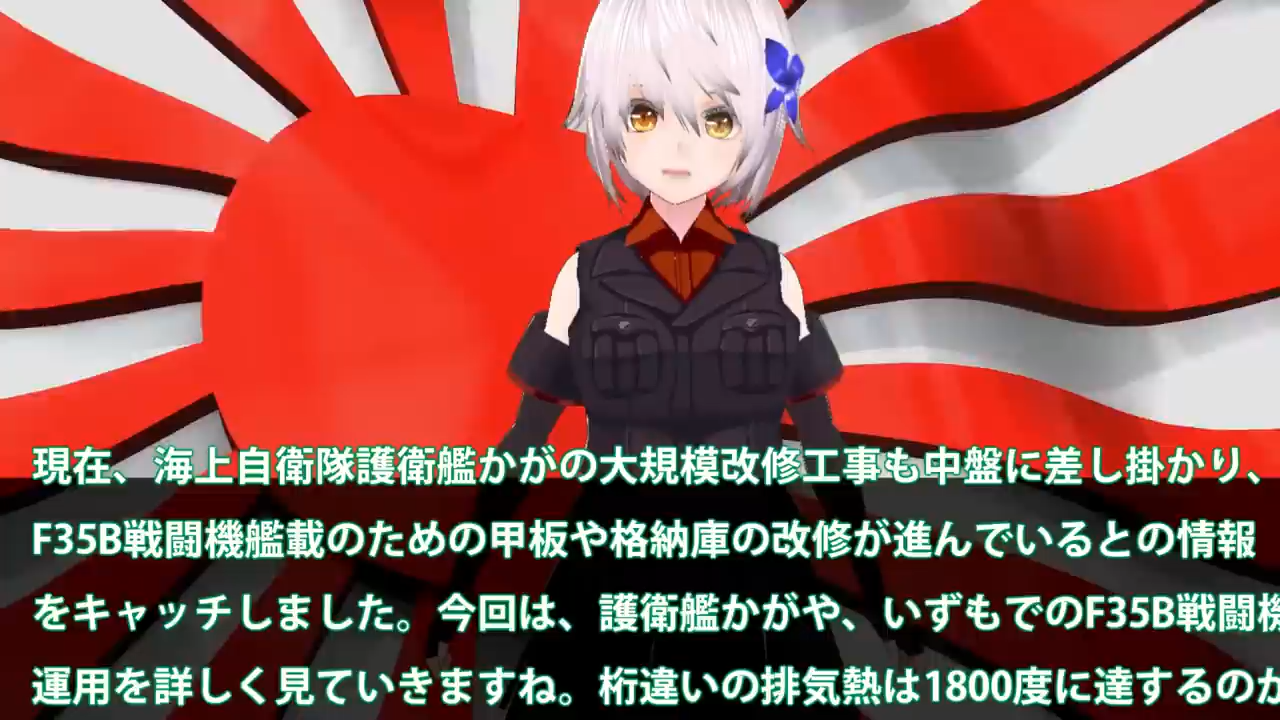 現在、海上自衛隊護衛艦かがの大規模改修工事も中盤に差し掛かり、
F35B戦闘機艦載のための甲板や格納庫の改修が進んでいるとの情報
をキャッチしました。今回は、護衛艦かがや、いずもでのF35B戦闘機
運用を詳しく見ていきますね。桁違いの排気熱は1800度に達するのか